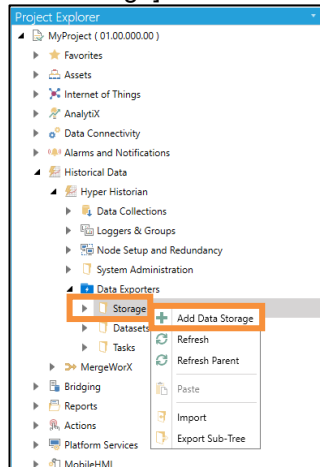 Project Explorer
MyProject ( 01.00.000.00 )
Favorites
Assets
Internet of Things
AnalytiX
Data Connectivity
Alarms and Notifications
Historical Data
Hyper Historian
Data Collections
Loggers & Groups
Node Setup and Redundancy
System Administration
Data Exporters
Storage
Add Data Storage
Datasets
Refresh
Tasks
Refresh Parent
MergeWorX
Bridging
Paste
Reports
Import
Actions
Export Sub-Tree
Platform Services
MobileHMI